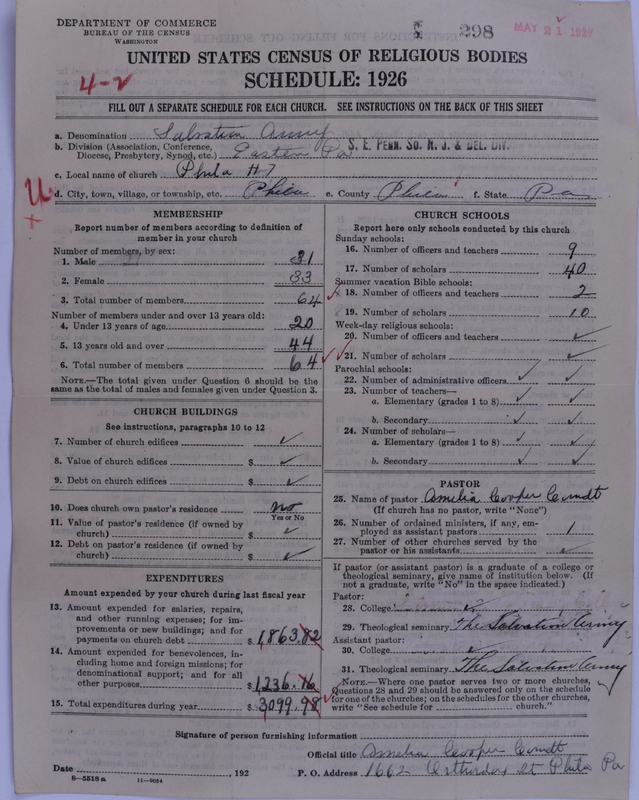 DEPARTMENT OF COMMERCE
BUREAU OF THE CENSUS
WASHINGTON
298
MAY 21 1927
UNITED STATES CENSUS OF RELIGIOUS BODIES
SCHEDULE: 1926
4-2
FILL OUT A SEPARATE SCHEDULE FOR EACH CHURCH. SEE INSTRUCTIONS ON THE BACK OF THIS SHEET
a. Denomination Salvation Army
b. Division (Association, Conference, Diocese, Presbytery, Synod, etc.) Eastern Pa S. E. PENN. SO. N. J. & DEL. DIV.
c. Local name of church Phila #7
U
d. City, town, village, or township, etc. Phila e. County Phila f. State Pa
MEMBERSHIP
Report number of members according to definition of member in your church
Number of members, by sex:
1. Male 31
2. Female 33
3. Total number of members 64
Number of members under and over 13 years old:
4. Under 13 years of age 20
5. 13 years old and over 44
6. Total number of members 64
NOTE.—The total given under Question 6 should be the same as the total of males and females given under Question 3.
CHURCH BUILDINGS
See instructions, paragraphs 10 to 12
7. Number of church edifices ✓
8. Value of church edifices $ ✓
9. Debt on church edifices $ ✓
10. Does church own pastor's residence no
Yes or No
11. Value of pastor's residence (if owned by church) $ ✓
12. Debt on pastor's residence (if owned by church) $ ✓
EXPENDITURES
Amount expended by your church during last fiscal year
13. Amount expended for salaries, repairs, and other running expenses; for improvements or new buildings; and for payments on church debt $ 1,863.82
14. Amount expended for benevolences, including home and foreign missions; for denominational support; and for all other purposes $ 1,236.16
15. Total expenditures during year $ 3099.98
CHURCH SCHOOLS
Report here only schools conducted by this church
Sunday schools:
16. Number of officers and teachers 9
17. Number of scholars 40
Summer vacation Bible schools:
18. Number of officers and teachers 2
19. Number of scholars 10
Week-day religious schools:
20. Number of officers and teachers ✓
21. Number of scholars ✓
Parochial schools:
22. Number of administrative officers ✓ ✓
23. Number of teachers—
a. Elementary (grades 1 to 8) ✓ ✓
b. Secondary ✓ ✓
24. Number of scholars—
a. Elementary (grades 1 to 8) ✓ ✓
b. Secondary ✓ ✓
PASTOR
25. Name of pastor Amelia Cooper Comdt
(If church has no pastor, write "None")
26. Number of ordained ministers, if any, employed as assistant pastors 1
27. Number of other churches served by the pastor or his assistants ✓
If pastor (or assistant pastor) is a graduate of a college or theological seminary, give name of institution below. (If not a graduate, write "No" in the space indicated.)
Pastor:
28. College
29. Theological seminary The Salvation Army
Assistant pastor:
30. College ✓
31. Theological seminary The Salvation Army
NOTE.—Where one pastor serves two or more churches, Questions 28 and 29 should be answered only on the schedule for one of the churches; on the schedules for the other churches, write "See schedule for church."
Signature of person furnishing information
Official title Amelia Cooper Comdt
Date , 192 P. O. Address 1662 St Phila Pa
8—5518a 11—9054